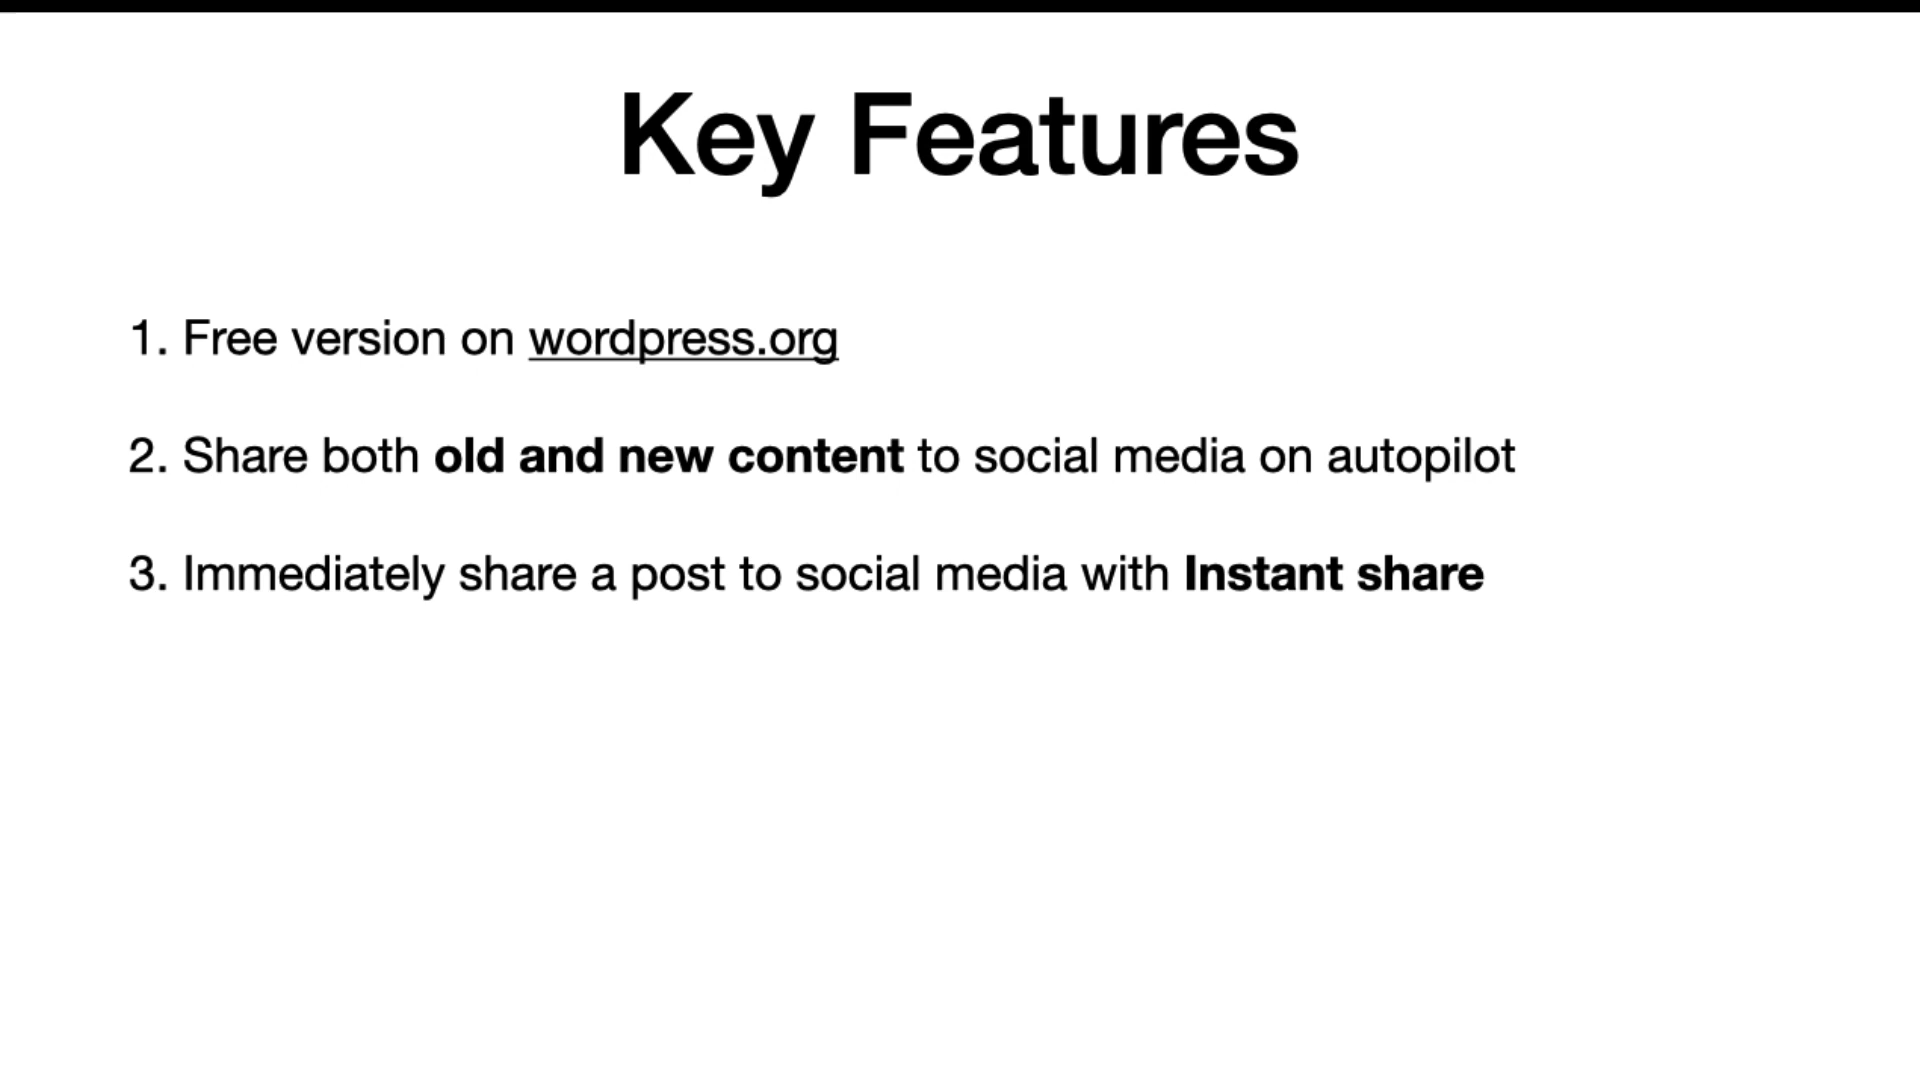 Key Features
1. Free version on wordpress.org
2. Share both old and new content to social media on autopilot
3. Immediately share a post to social media with Instant share